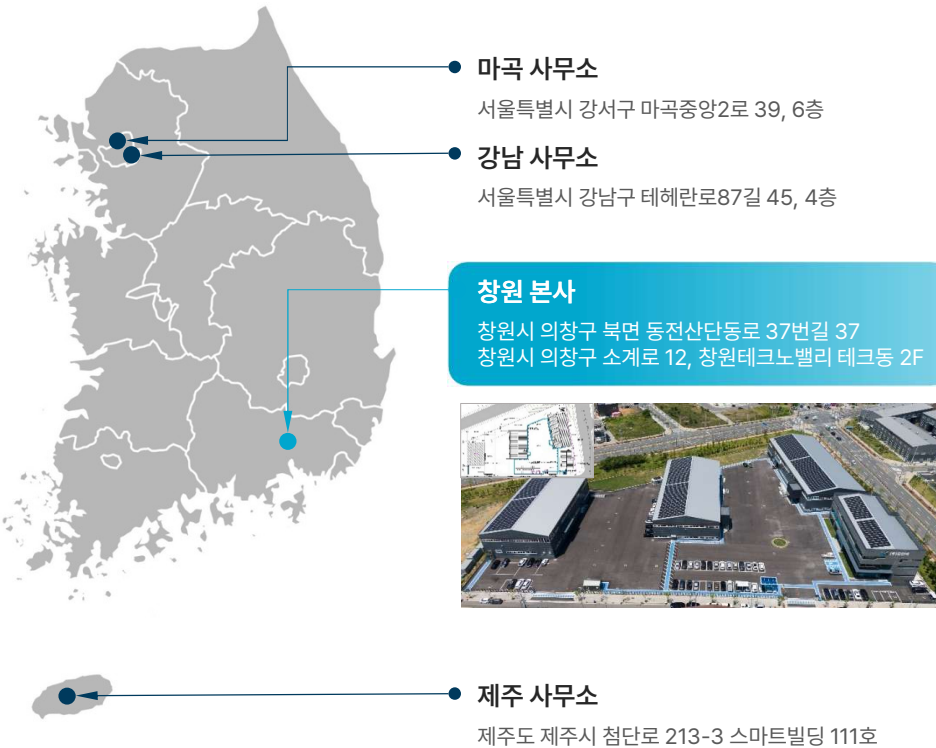 마곡 사무소
서울특별시 강서구 마곡중앙2로 39, 6층
강남 사무소
서울특별시 강남구 테헤란로87길 45, 4층
창원 본사
창원시 의창구 북면 동전산단동로 37번길 37
창원시 의창구 소계로 12, 창원테크노밸리 테크동 2F
제주 사무소
제주도 제주시 첨단로 213-3 스마트빌딩 111호